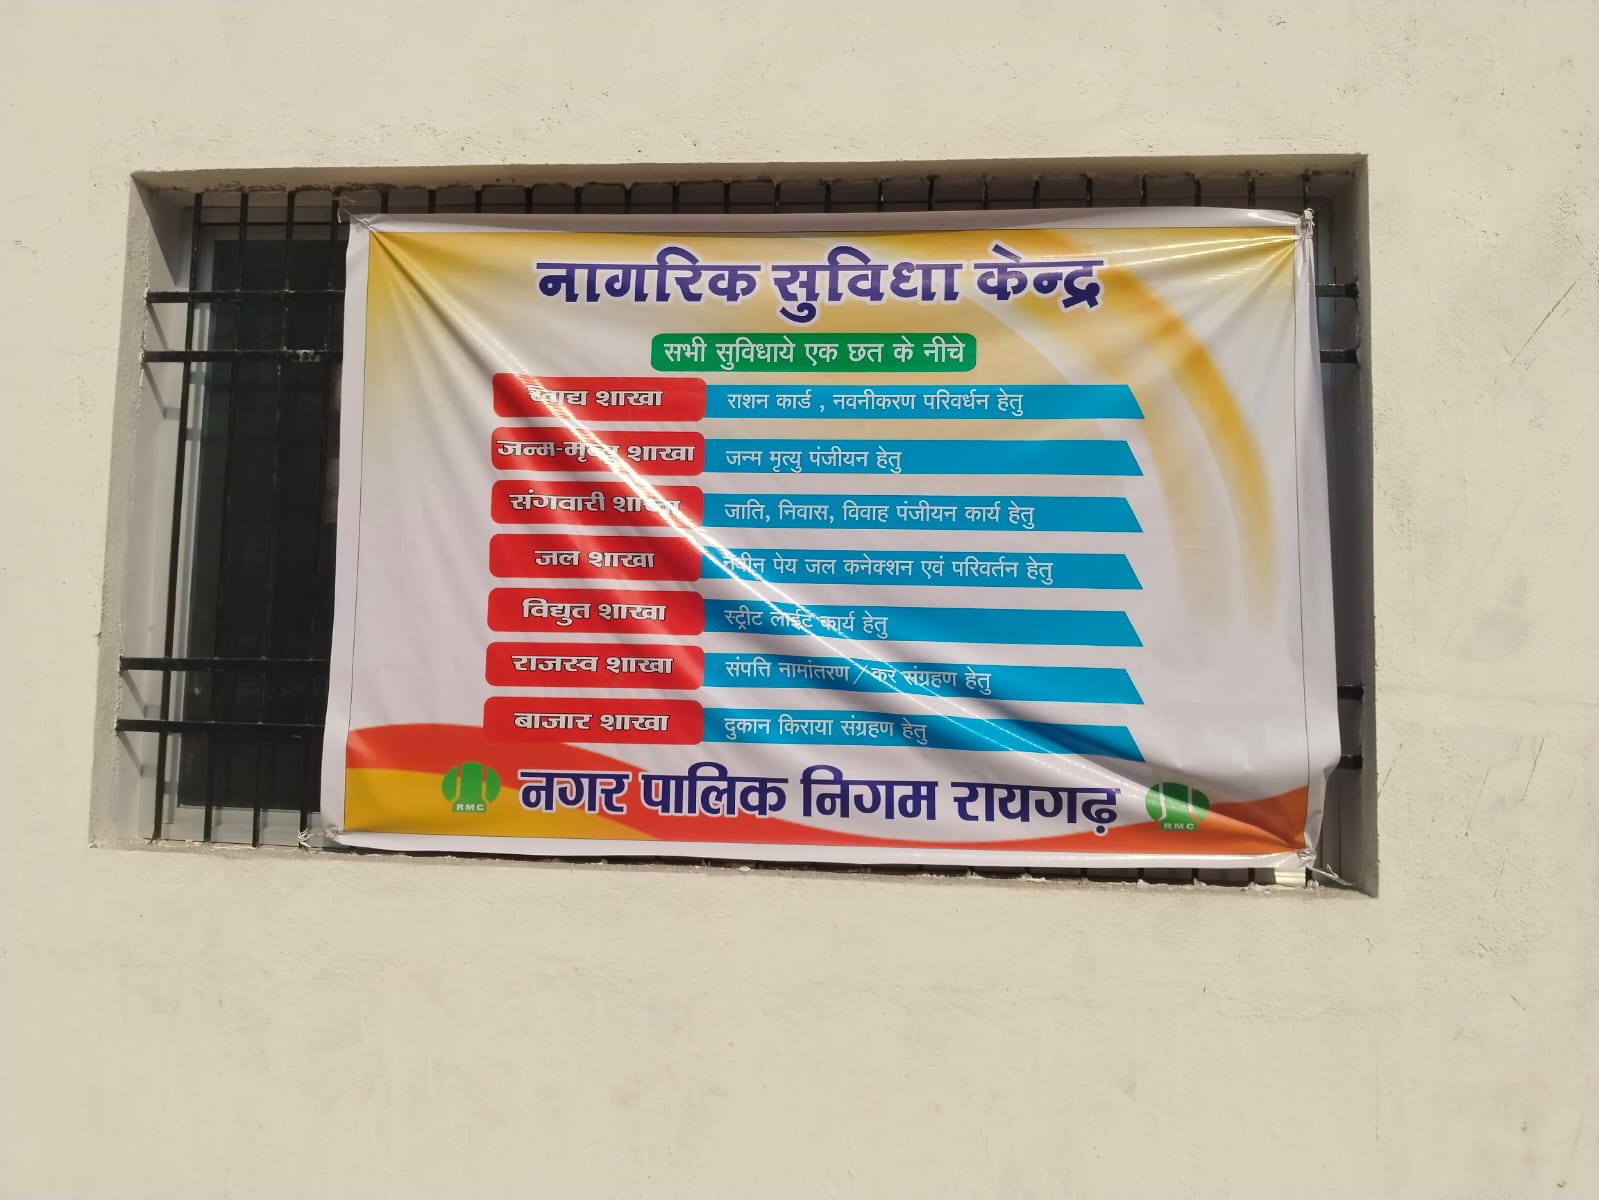 नागरिक सुविधा केन्द्र
सभी सुविधाये एक छत के नीचे
खाद्य शाखा राशन कार्ड , नवनीकरण परिवर्धन हेतु
जन्म-मृत्यु शाखा जन्म मृत्यु पंजीयन हेतु
संगवारी शाखा जाति, निवास, विवाह पंजीयन कार्य हेतु
जल शाखा नवीन पेय जल कनेक्शन एवं परिवर्तन हेतु
विद्युत शाखा स्ट्रीट लाईट कार्य हेतु
राजस्व शाखा संपत्ति नामांतरण / कर संग्रहण हेतु
बाजार शाखा दुकान किराया संग्रहण हेतु
RMC नगर पालिक निगम रायगढ़ RMC